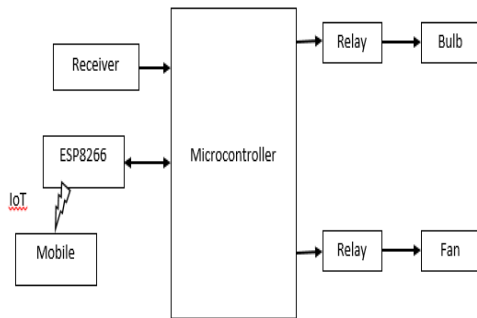 Relay
Bulb
Receiver
ESP8266
Microcontroller
IoT
Mobile
Relay
Fan